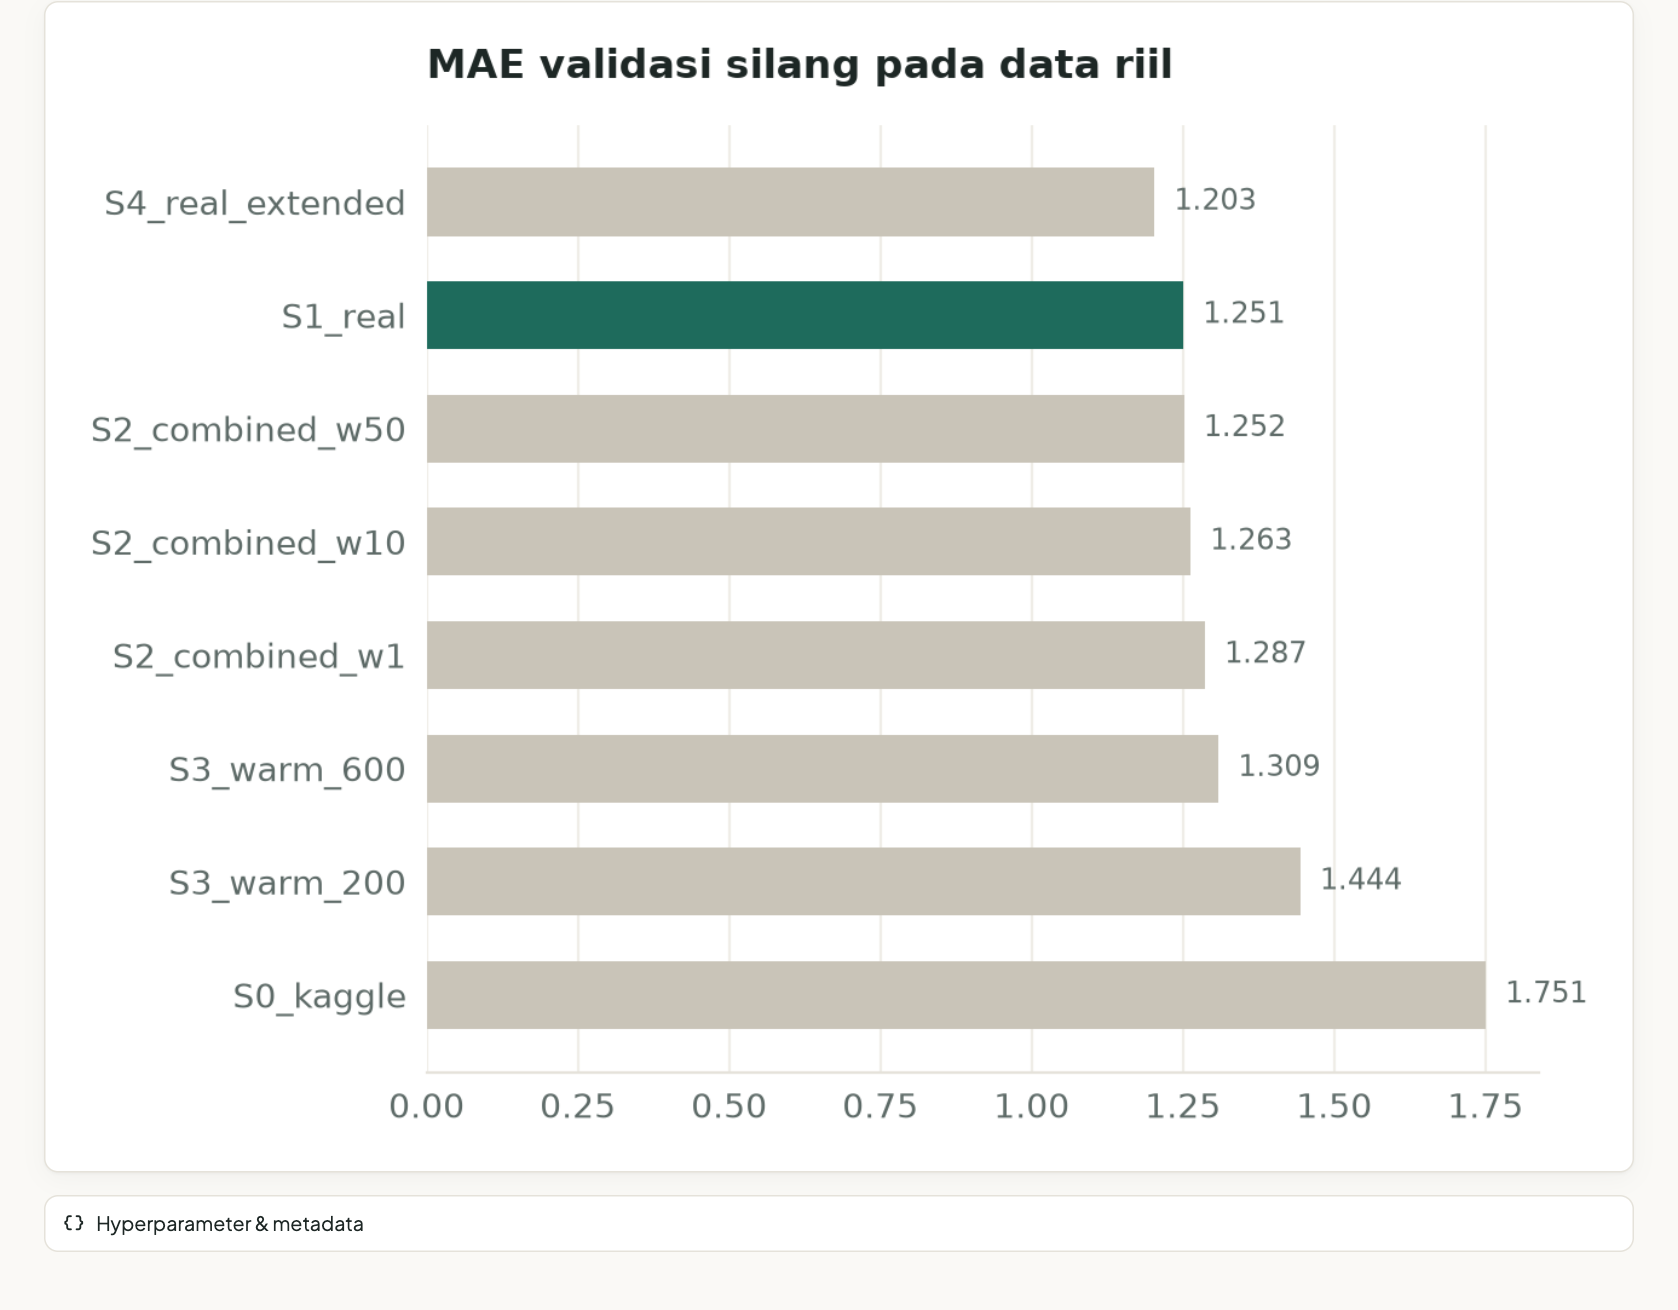 MAE validasi silang pada data riil
S4_real_extended 1.203
S1_real 1.251
S2_combined_w50 1.252
S2_combined_w10 1.263
S2_combined_w1 1.287
S3_warm_600 1.309
S3_warm_200 1.444
S0_kaggle 1.751
0.00 0.25 0.50 0.75 1.00 1.25 1.50 1.75
{} Hyperparameter & metadata